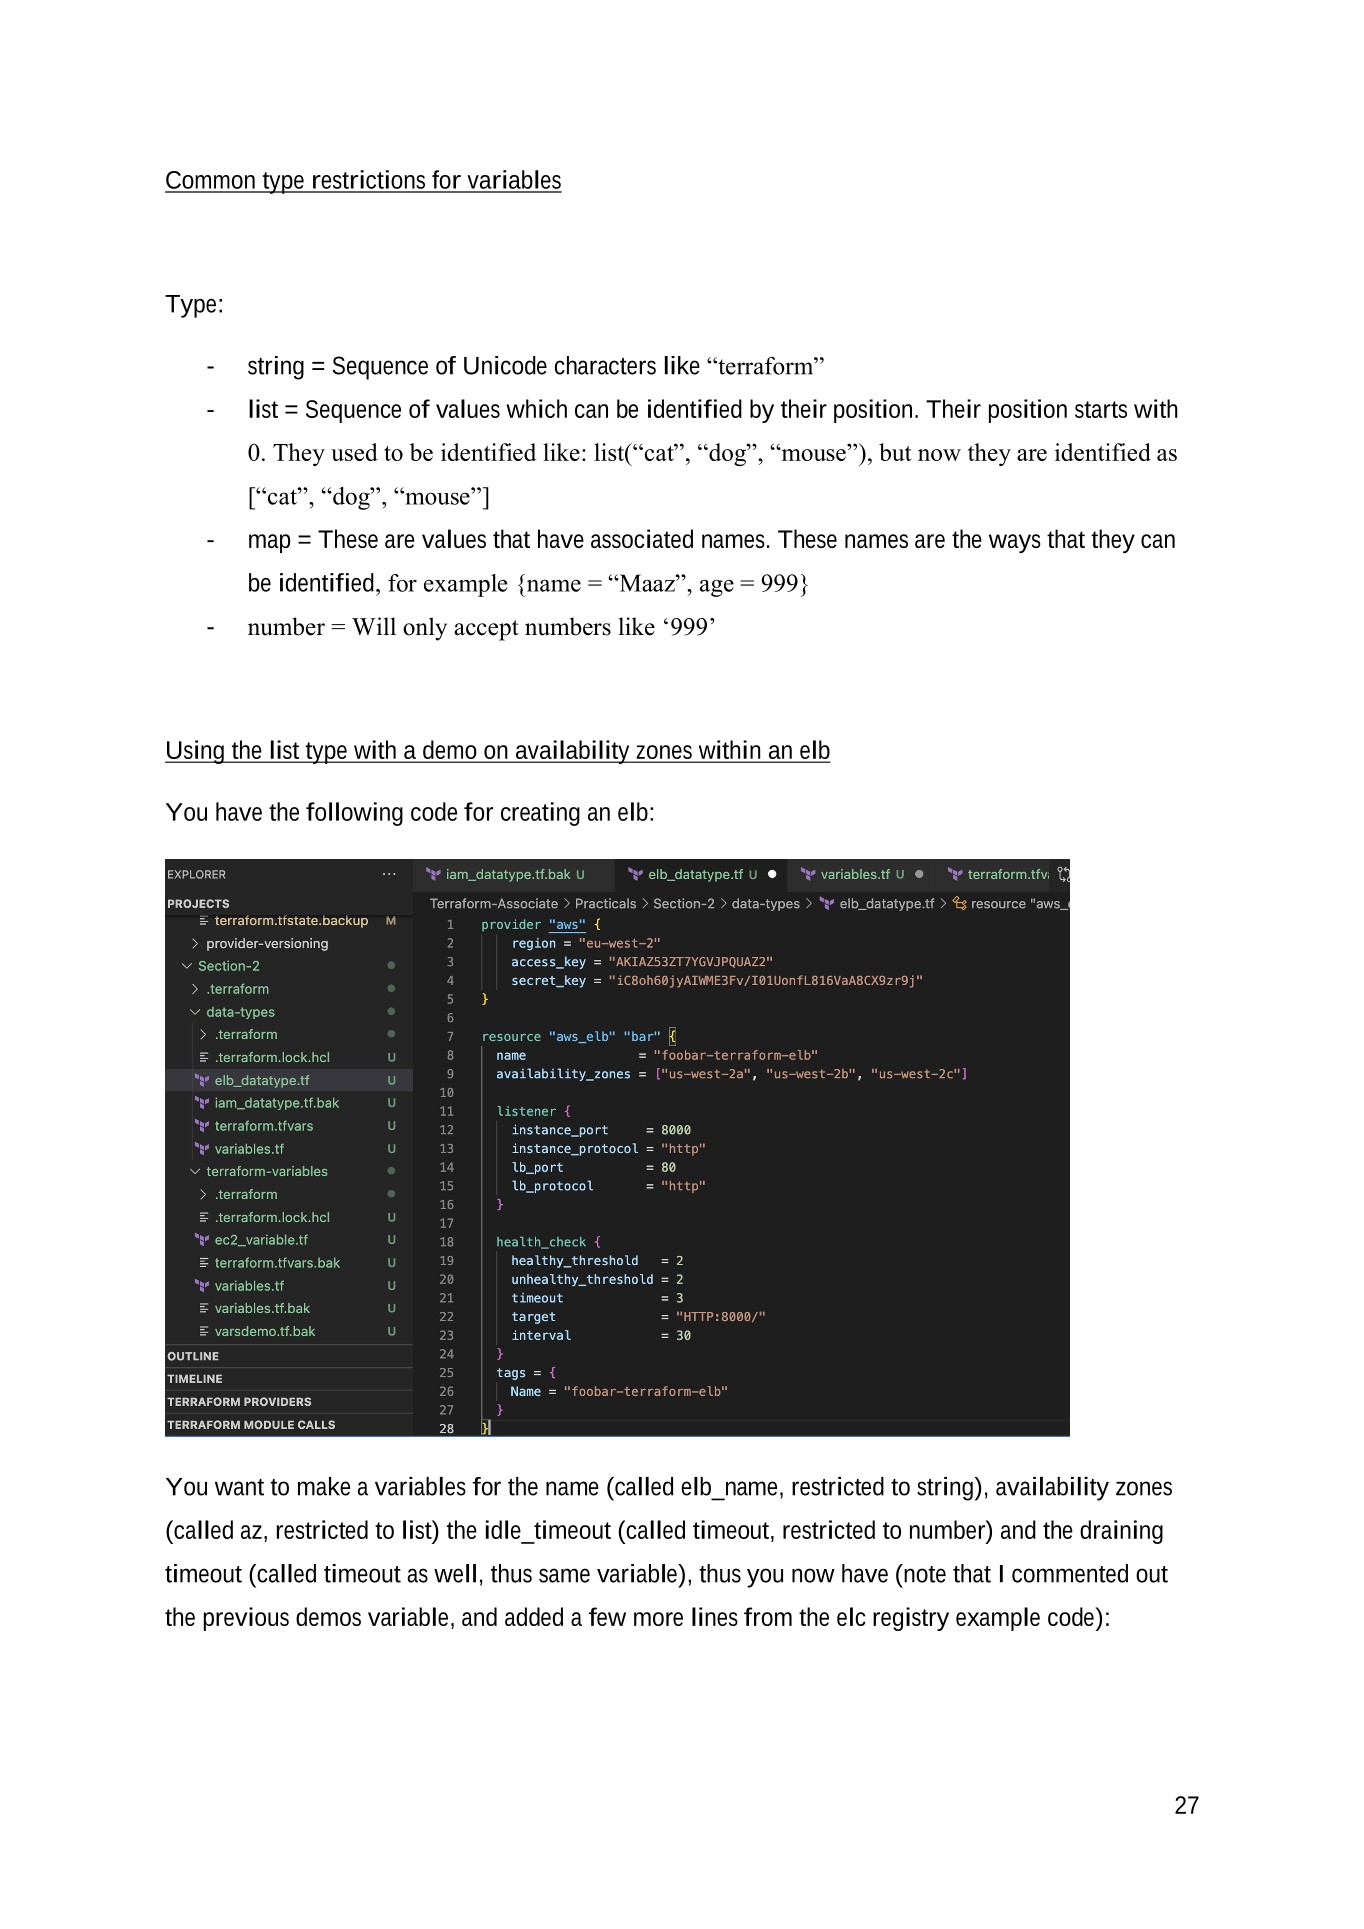 Common type restrictions for variables
Type:
- string = Sequence of Unicode characters like “terraform”
- list = Sequence of values which can be identified by their position. Their position starts with
0. They used to be identified like: list(“cat”, “dog”, “mouse”), but now they are identified as
[“cat”, “dog”, “mouse”]
- map = These are values that have associated names. These names are the ways that they can
be identified, for example {name = “Maaz”, age = 999}
- number = Will only accept numbers like ‘999’
Using the list type with a demo on availability zones within an elb
You have the following code for creating an elb:
EXPLORER ...
PROJECTS
terraform.tfstate.backup M
> provider-versioning
Section-2
> .terraform
data-types
> .terraform
.terraform.lock.hcl U
elb_datatype.tf U
iam_datatype.tf.bak U
terraform.tfvars U
variables.tf U
terraform-variables
> .terraform
.terraform.lock.hcl U
ec2_variable.tf U
terraform.tfvars.bak U
variables.tf U
variables.tf.bak U
varsdemo.tf.bak U
OUTLINE
TIMELINE
TERRAFORM PROVIDERS
TERRAFORM MODULE CALLS
iam_datatype.tf.bak U elb_datatype.tf U variables.tf U terraform.tfva
Terraform-Associate > Practicals > Section-2 > data-types > elb_datatype.tf > resource "aws_e
1 provider "aws" {
2 region = "eu-west-2"
3 access_key = "AKIAZ53ZT7YGVJPQUAZ2"
4 secret_key = "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"
5 }
6
7 resource "aws_elb" "bar" {
8 name = "foobar-terraform-elb"
9 availability_zones = ["us-west-2a", "us-west-2b", "us-west-2c"]
10
11 listener {
12 instance_port = 8000
13 instance_protocol = "http"
14 lb_port = 80
15 lb_protocol = "http"
16 }
17
18 health_check {
19 healthy_threshold = 2
20 unhealthy_threshold = 2
21 timeout = 3
22 target = "HTTP:8000/"
23 interval = 30
24 }
25 tags = {
26 Name = "foobar-terraform-elb"
27 }
28 }
You want to make a variables for the name (called elb_name, restricted to string), availability zones
(called az, restricted to list) the idle_timeout (called timeout, restricted to number) and the draining
timeout (called timeout as well, thus same variable), thus you now have (note that I commented out
the previous demos variable, and added a few more lines from the elc registry example code):
27